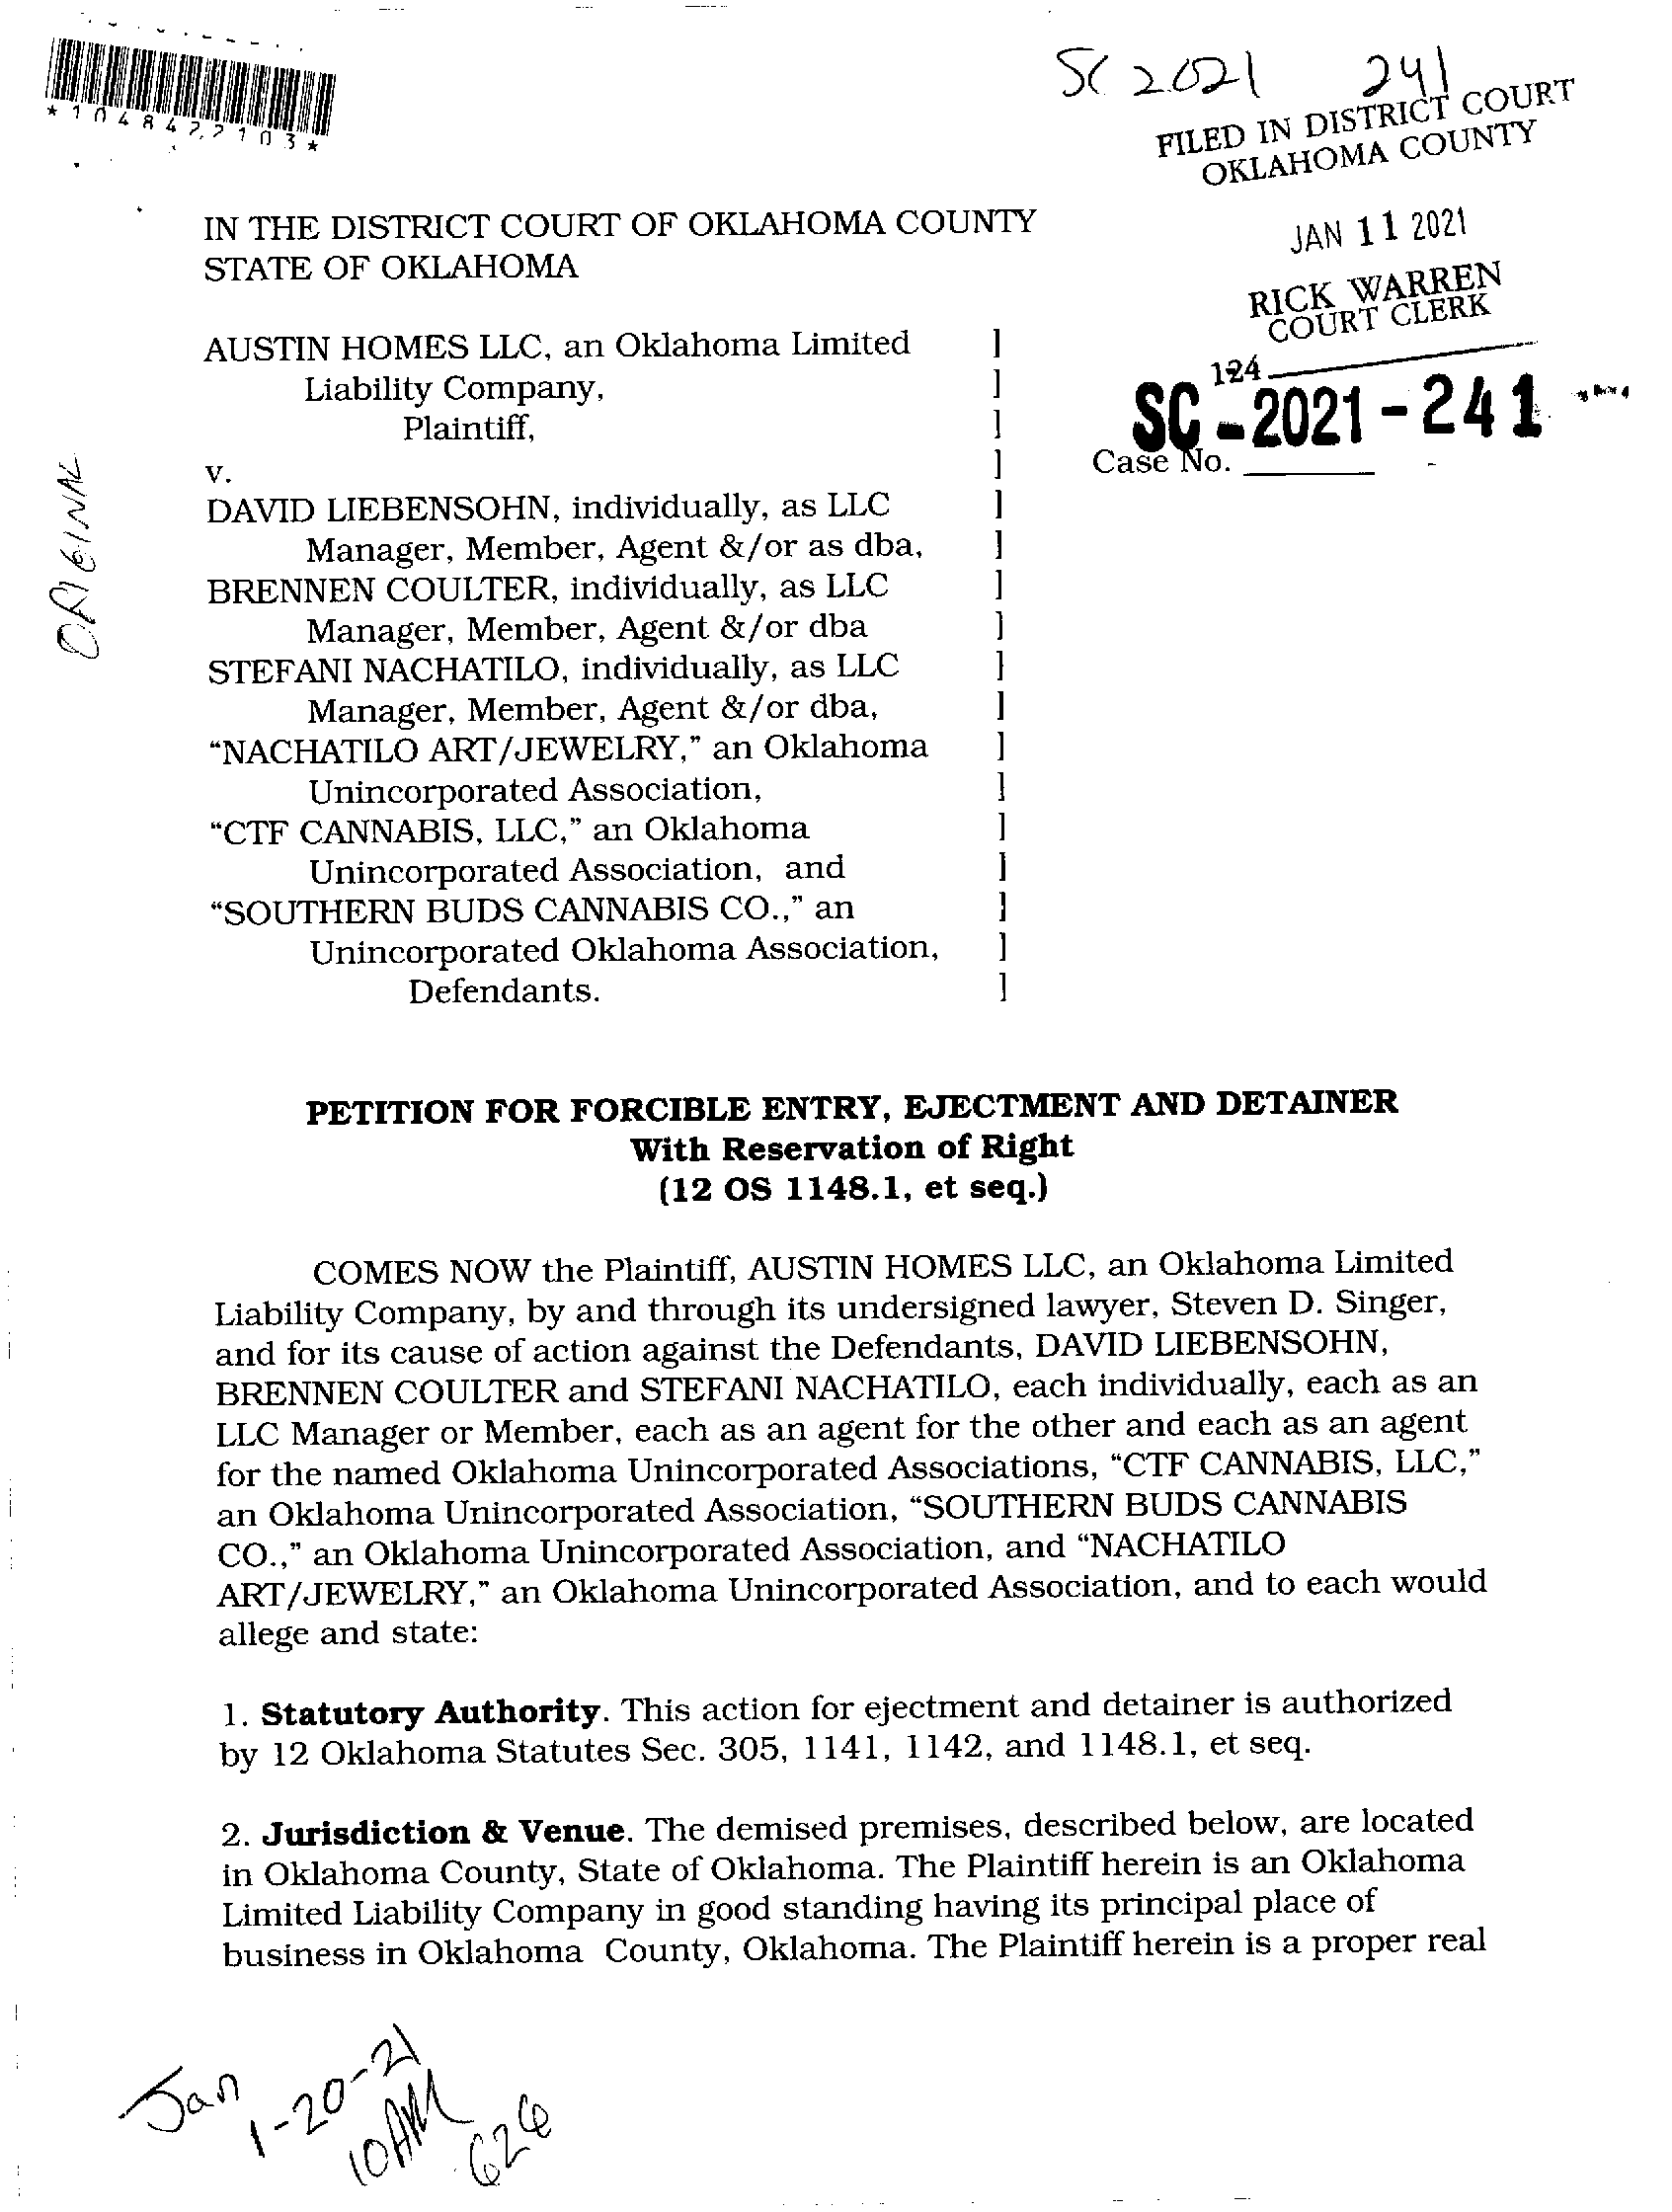 *1048422103*
SC 2021 241
FILED IN DISTRICT COURT
OKLAHOMA COUNTY
JAN 11 2021
RICK WARREN
COURT CLERK
124
SC-2021-241
Case No.
ORIGINAL
IN THE DISTRICT COURT OF OKLAHOMA COUNTY
STATE OF OKLAHOMA
AUSTIN HOMES LLC, an Oklahoma Limited ]
Liability Company, ]
Plaintiff, ]
v. ]
DAVID LIEBENSOHN, individually, as LLC ]
Manager, Member, Agent &/or as dba, ]
BRENNEN COULTER, individually, as LLC ]
Manager, Member, Agent &/or dba ]
STEFANI NACHATILO, individually, as LLC ]
Manager, Member, Agent &/or dba, ]
“NACHATILO ART/JEWELRY,” an Oklahoma ]
Unincorporated Association, ]
“CTF CANNABIS, LLC,” an Oklahoma ]
Unincorporated Association, and ]
“SOUTHERN BUDS CANNABIS CO.,” an ]
Unincorporated Oklahoma Association, ]
Defendants. ]
PETITION FOR FORCIBLE ENTRY, EJECTMENT AND DETAINER
With Reservation of Right
(12 OS 1148.1, et seq.)
COMES NOW the Plaintiff, AUSTIN HOMES LLC, an Oklahoma Limited
Liability Company, by and through its undersigned lawyer, Steven D. Singer,
and for its cause of action against the Defendants, DAVID LIEBENSOHN,
BRENNEN COULTER and STEFANI NACHATILO, each individually, each as an
LLC Manager or Member, each as an agent for the other and each as an agent
for the named Oklahoma Unincorporated Associations, “CTF CANNABIS, LLC,”
an Oklahoma Unincorporated Association, “SOUTHERN BUDS CANNABIS
CO.,” an Oklahoma Unincorporated Association, and “NACHATILO
ART/JEWELRY,” an Oklahoma Unincorporated Association, and to each would
allege and state:
1. Statutory Authority. This action for ejectment and detainer is authorized
by 12 Oklahoma Statutes Sec. 305, 1141, 1142, and 1148.1, et seq.
2. Jurisdiction & Venue. The demised premises, described below, are located
in Oklahoma County, State of Oklahoma. The Plaintiff herein is an Oklahoma
Limited Liability Company in good standing having its principal place of
business in Oklahoma County, Oklahoma. The Plaintiff herein is a proper real
Jan
1-20-21
10AM
626